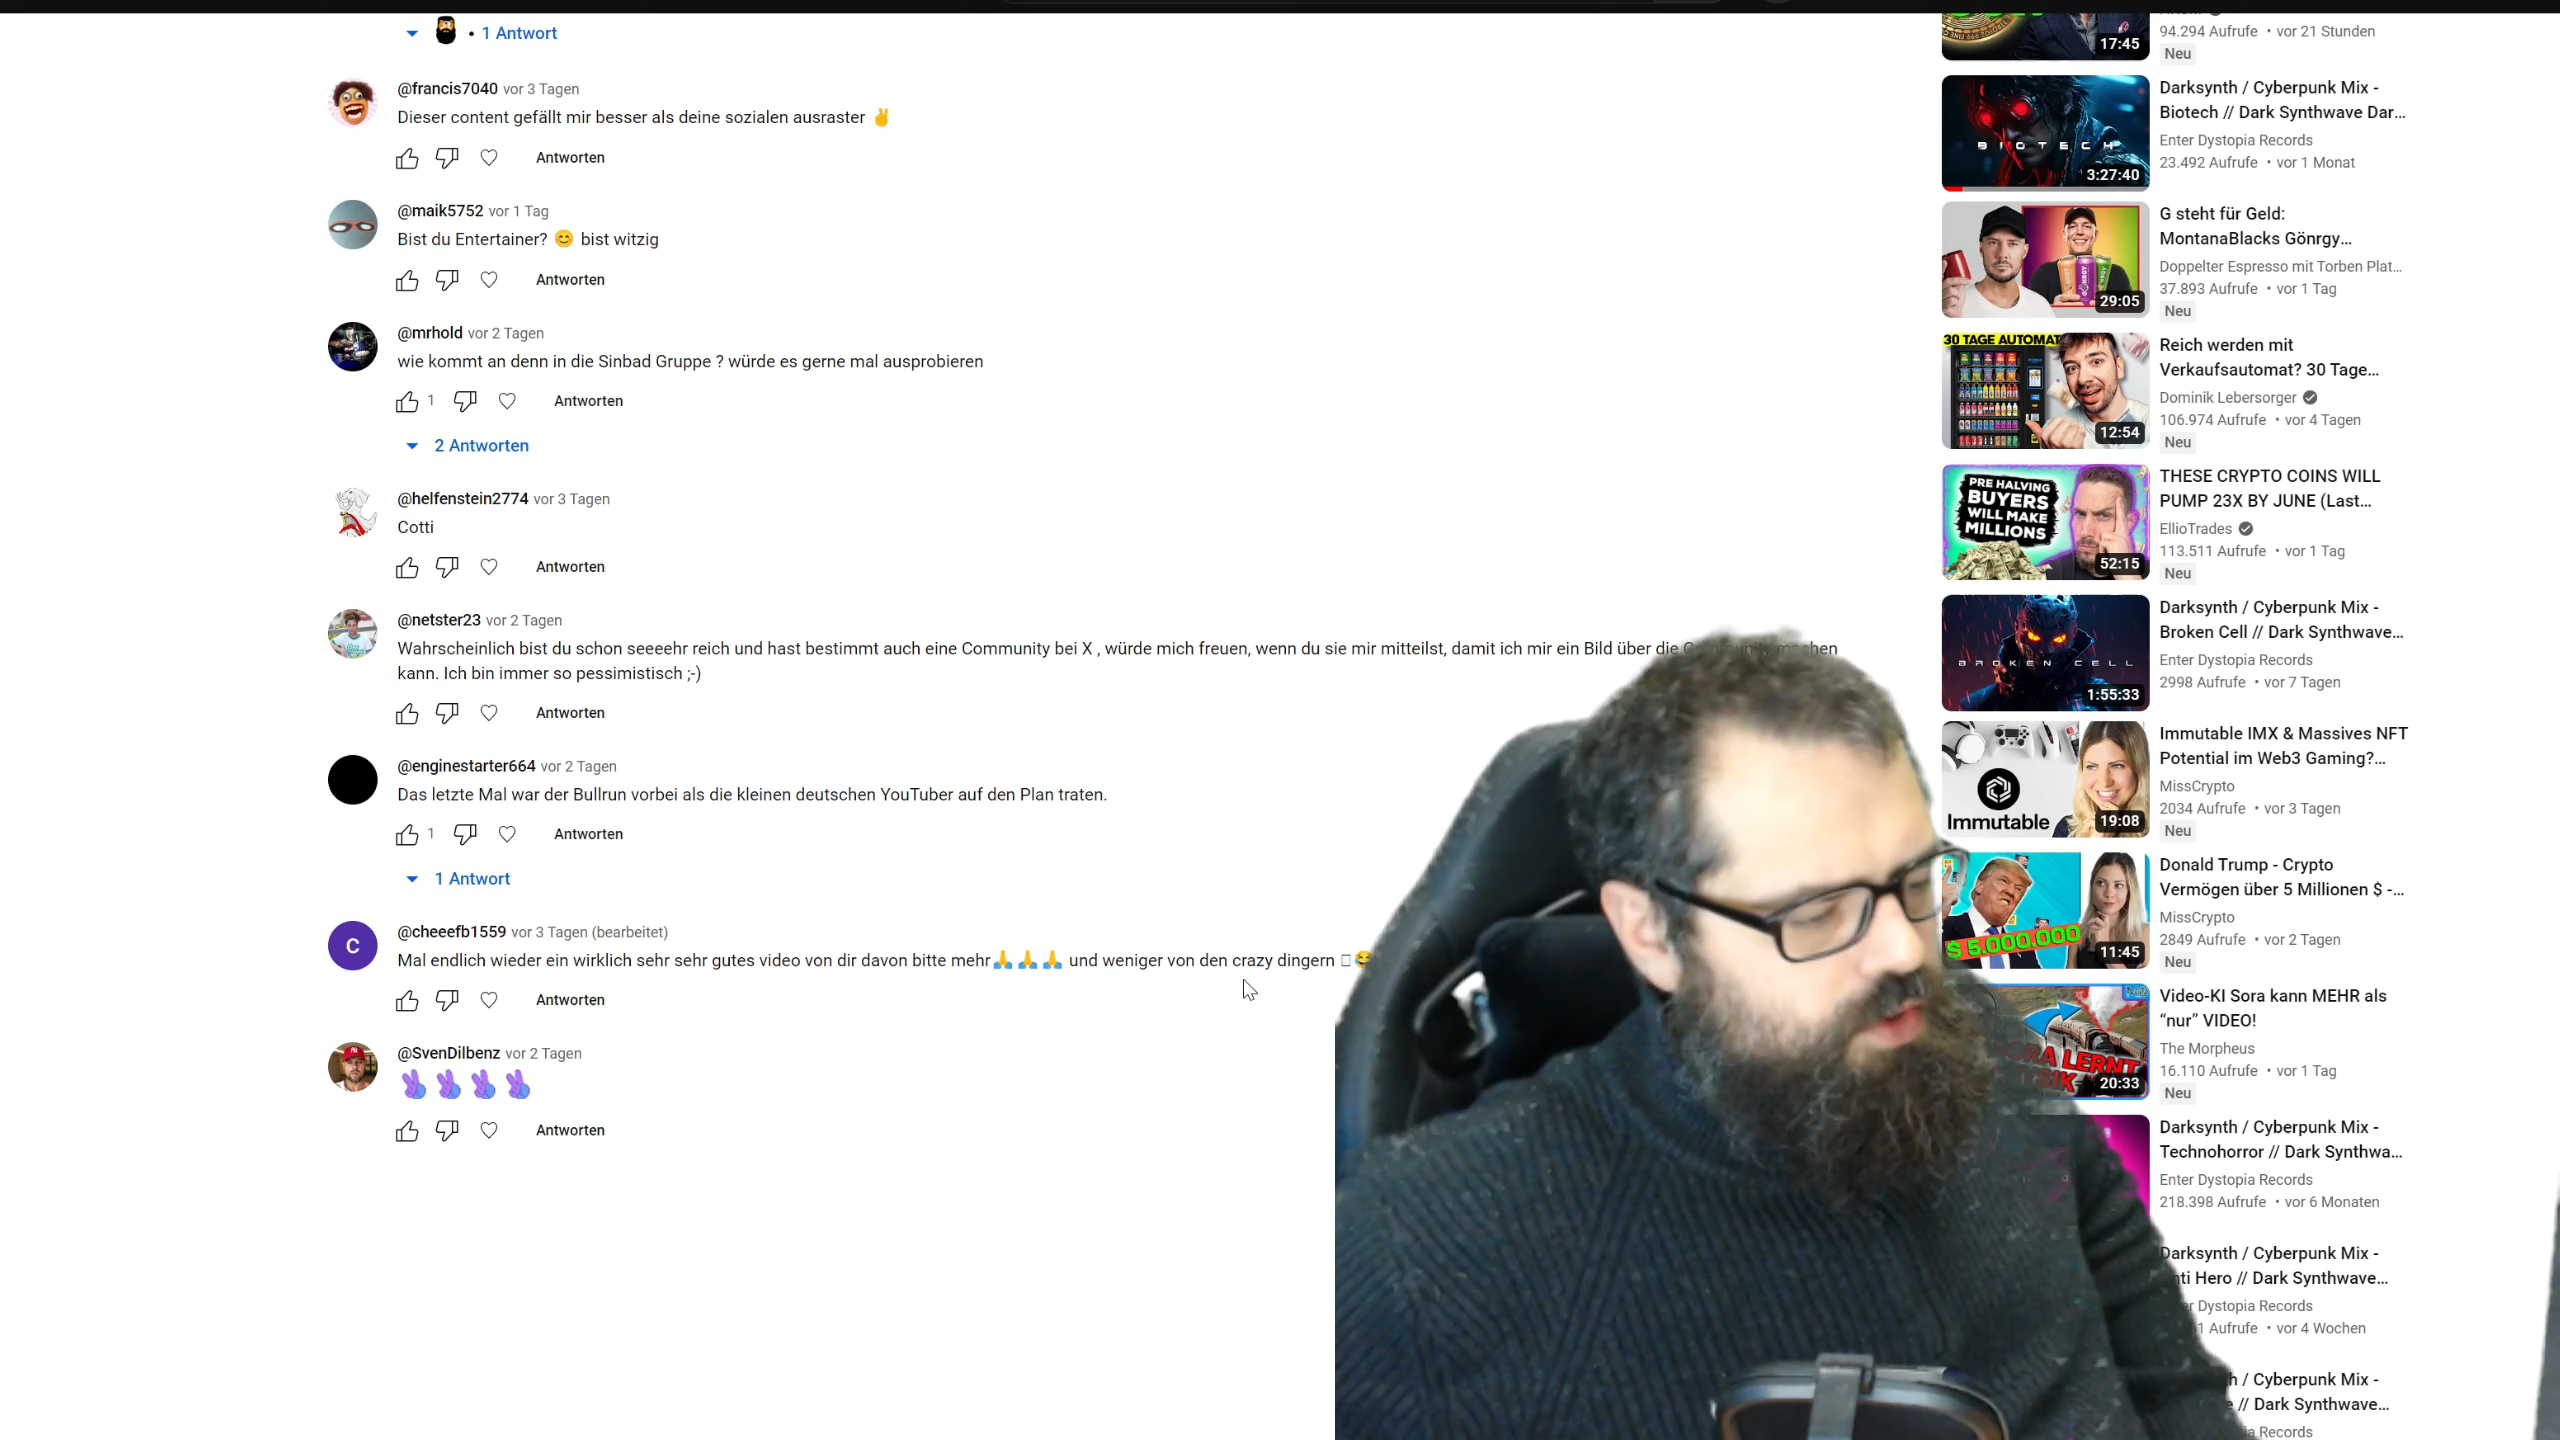 • 1 Antwort
@francis7040 vor 3 Tagen
Dieser content gefällt mir besser als deine sozialen ausraster ✌️
Antworten
@maik5752 vor 1 Tag
Bist du Entertainer? 😊 bist witzig
Antworten
@mrhold vor 2 Tagen
wie kommt an denn in die Sinbad Gruppe ? würde es gerne mal ausprobieren
1 Antworten
2 Antworten
@helfenstein2774 vor 3 Tagen
Cotti
Antworten
@netster23 vor 2 Tagen
Wahrscheinlich bist du schon seeeehr reich und hast bestimmt auch eine Community bei X , würde mich freuen, wenn du sie mir mitteilst, damit ich mir ein Bild über die Community machen
kann. Ich bin immer so pessimistisch ;-)
Antworten
@enginestarter664 vor 2 Tagen
Das letzte Mal war der Bullrun vorbei als die kleinen deutschen YouTuber auf den Plan traten.
1 Antworten
1 Antwort
C
@cheeefb1559 vor 3 Tagen (bearbeitet)
Mal endlich wieder ein wirklich sehr sehr gutes video von dir davon bitte mehr🙏🙏🙏 und weniger von den crazy dingern
Antworten
@SvenDilbenz vor 2 Tagen
Antworten
17:45
94.294 Aufrufe • vor 21 Stunden
Neu
BIOTECH
3:27:40
Darksynth / Cyberpunk Mix -
Biotech // Dark Synthwave Dar...
Enter Dystopia Records
23.492 Aufrufe • vor 1 Monat
29:05
G steht für Geld:
MontanaBlacks Gönrgy...
Doppelter Espresso mit Torben Plat...
37.893 Aufrufe • vor 1 Tag
Neu
30 TAGE AUTOMAT
12:54
Reich werden mit
Verkaufsautomat? 30 Tage...
Dominik Lebersorger
106.974 Aufrufe • vor 4 Tagen
Neu
PRE HALVING
BUYERS
WILL MAKE
MILLIONS
52:15
THESE CRYPTO COINS WILL
PUMP 23X BY JUNE (Last...
EllioTrades
113.511 Aufrufe • vor 1 Tag
Neu
BROKEN CELL
1:55:33
Darksynth / Cyberpunk Mix -
Broken Cell // Dark Synthwave...
Enter Dystopia Records
2998 Aufrufe • vor 7 Tagen
Immutable
19:08
Immutable IMX & Massives NFT
Potential im Web3 Gaming?...
MissCrypto
2034 Aufrufe • vor 3 Tagen
Neu
$ 5.000.000
11:45
Donald Trump - Crypto
Vermögen über 5 Millionen $ -...
MissCrypto
2849 Aufrufe • vor 2 Tagen
Neu
LERNT
20:33
Video-KI Sora kann MEHR als
“nur” VIDEO!
The Morpheus
16.110 Aufrufe • vor 1 Tag
Neu
Darksynth / Cyberpunk Mix -
Technohorror // Dark Synthwa...
Enter Dystopia Records
218.398 Aufrufe • vor 6 Monaten
Darksynth / Cyberpunk Mix -
Hero // Dark Synthwave...
Dystopia Records
Aufrufe • vor 4 Wochen
/ Cyberpunk Mix -
// Dark Synthwave...
Records